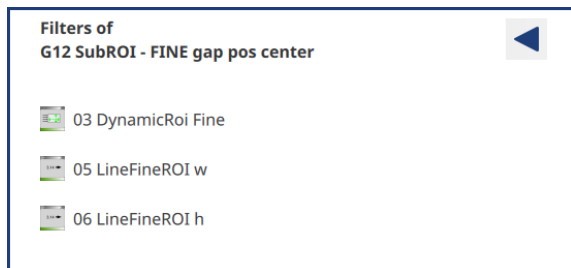 Filters of
G12 SubROI - FINE gap pos center
03 DynamicRoi Fine
05 LineFineROI w
06 LineFineROI h